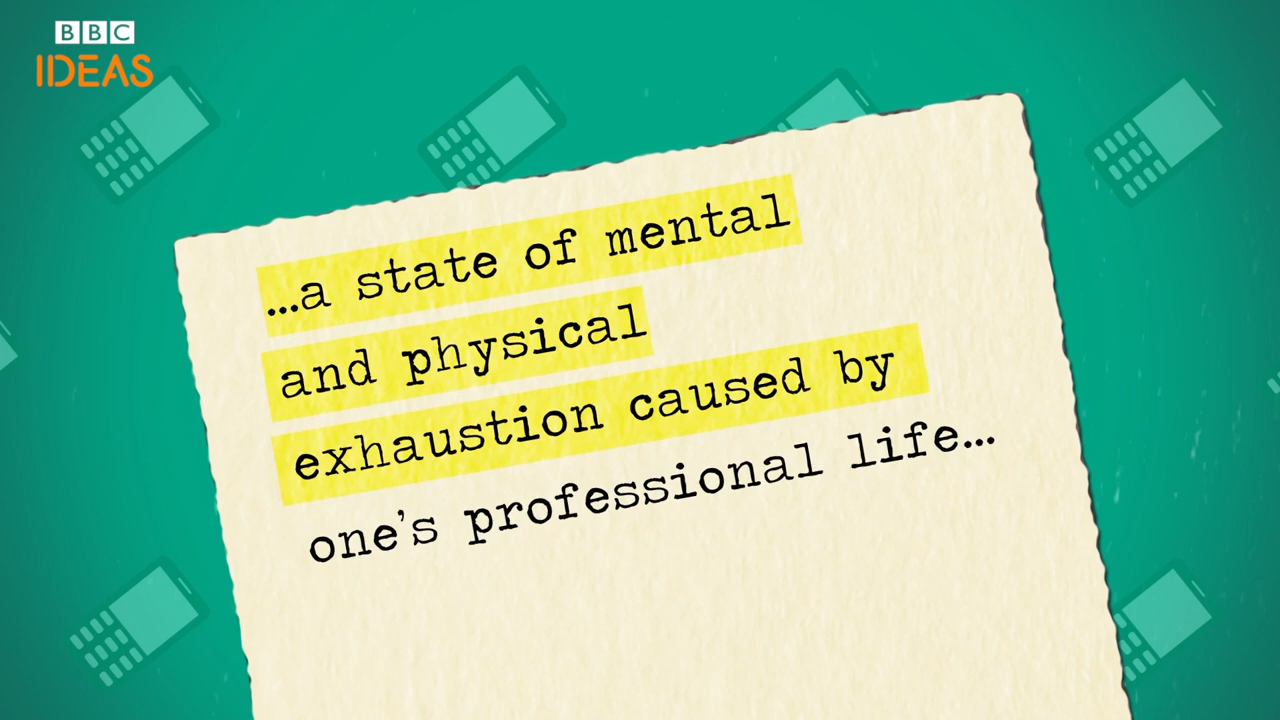 BBC
IDEAS
...a state of mental
and physical
exhaustion caused by
one's professional life...